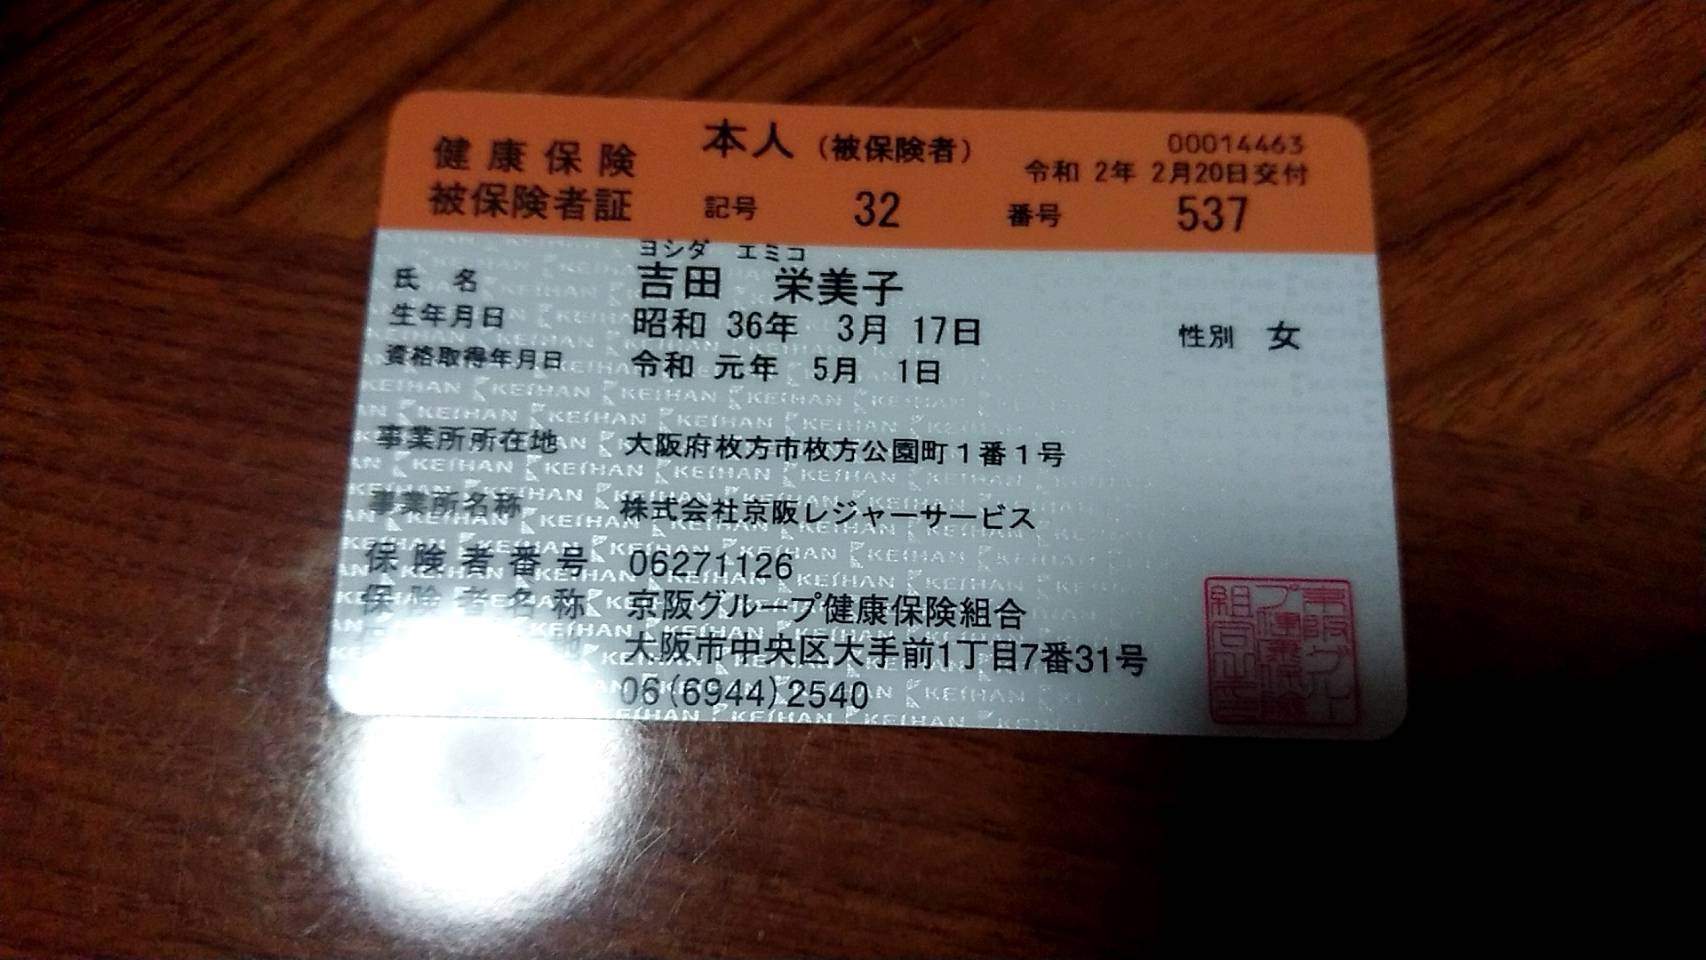 健康保険
被保険者証
本人（被保険者）
00014463
令和 2年 2月20日交付
記号 32 番号 537
ヨシダ エミコ
氏 名 吉田 栄美子
生年月日 昭和 36年 3月 17日 性別 女
資格取得年月日 令和 元年 5月 1日
事業所所在地 大阪府枚方市枚方公園町１番１号
事業所名称 株式会社京阪レジャーサービス
保険者番号 06271126
保険者名称 京阪グループ健康保険組合
大阪市中央区大手前1丁目7番31号
06(6944)2540
KEIHAN